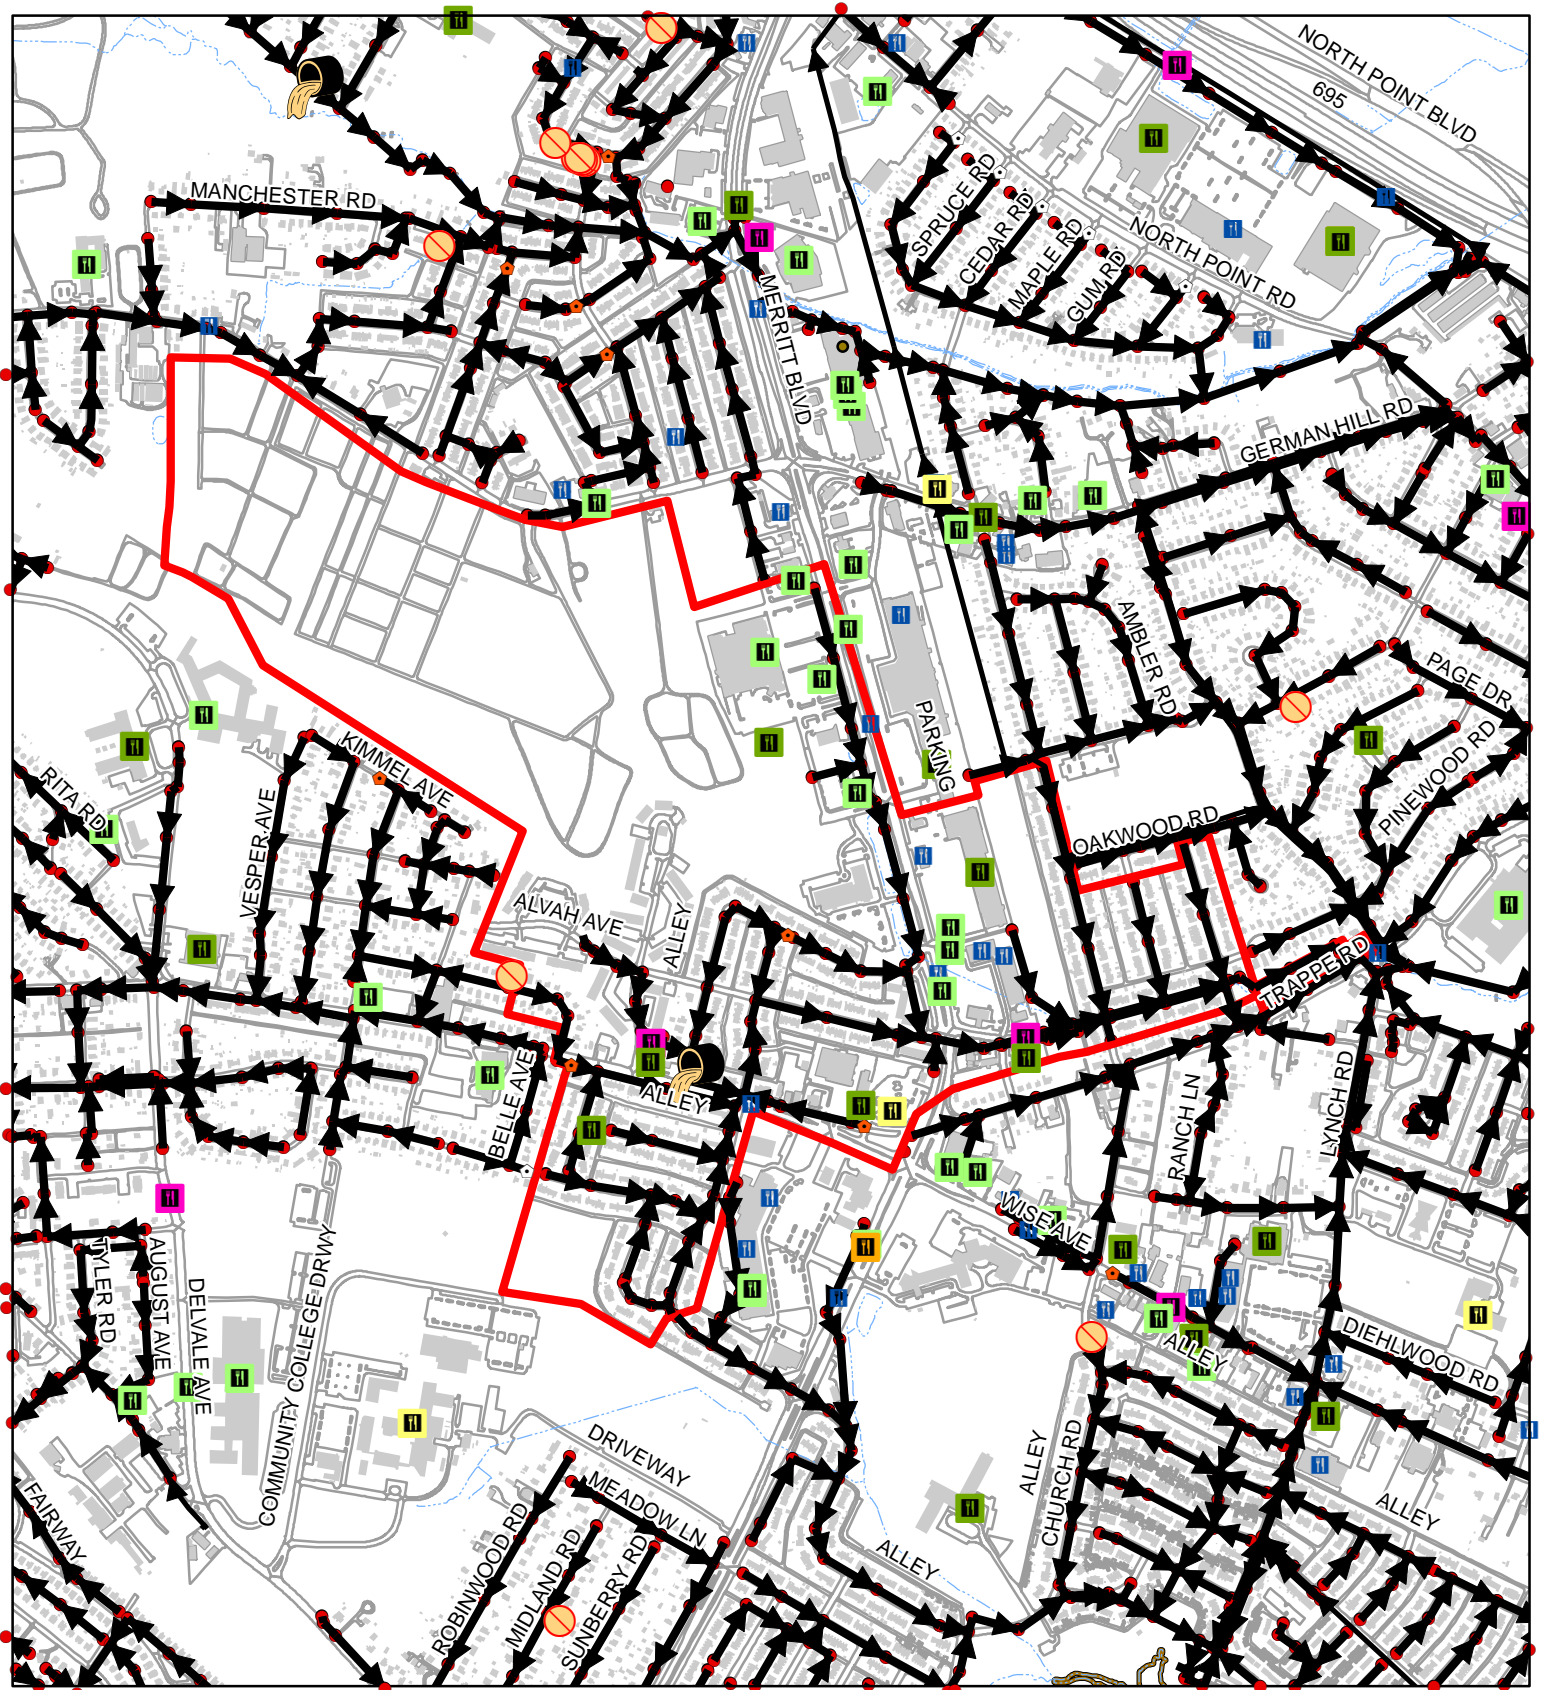 NORTH POINT BLVD
695
MANCHESTER RD
SPRUCE RD
CEDAR RD
MAPLE RD
GUM RD
NORTH POINT RD
MERRITT BLVD
GERMAN HILL RD
AMBLER RD
PAGE DR
PINEWOOD RD
PARKING
KIMMEL AVE
RITA RD
VESPER AVE
OAKWOOD RD
ALVAH AVE
ALLEY
TRAPPE RD
BELLE AVE
ALLEY
RANCH LN
LYNCH RD
WISE AVE
TYLER RD
AUGUST AVE
DELVALE AVE
COMMUNITY COLLEGE DRWY
ALLEY
DIEHLWOOD RD
DRIVEWAY
MEADOW LN
ALLEY
CHURCH RD
ALLEY
FAIRWAY
ROBINWOOD RD
MIDLAND RD
SUNBERRY RD
ALLEY